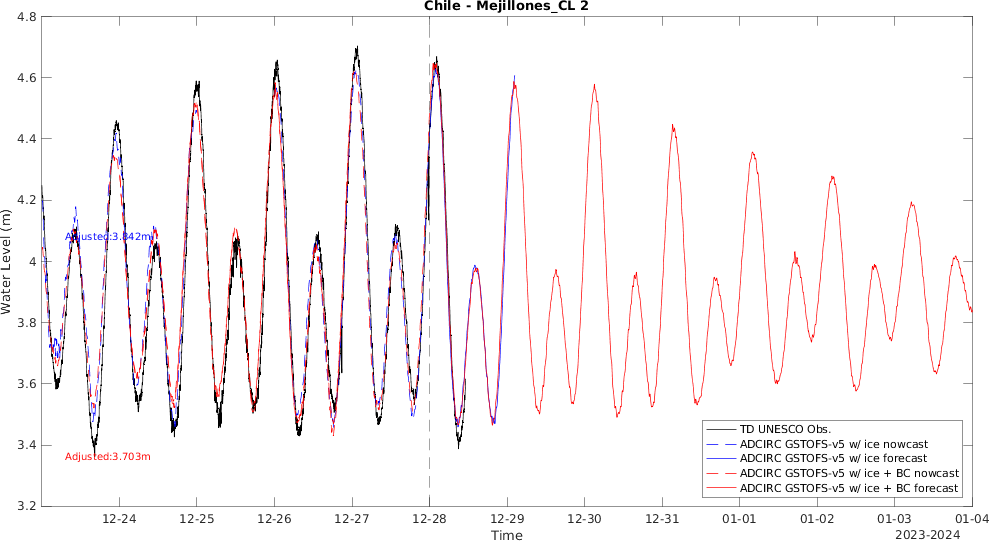 Chile - Mejillones_CL 2
4.8
4.6
4.4
4.2
4
3.8
3.6
3.4
3.2
Water Level (m)
Adjusted:3.842m
Adjusted:3.703m
TD UNESCO Obs.
ADCIRC GSTOFS-v5 w/ ice nowcast
ADCIRC GSTOFS-v5 w/ ice forecast
ADCIRC GSTOFS-v5 w/ ice + BC nowcast
ADCIRC GSTOFS-v5 w/ ice + BC forecast
12-24 12-25 12-26 12-27 12-28 12-29 12-30 12-31 01-01 01-02 01-03 01-04
Time
2023-2024